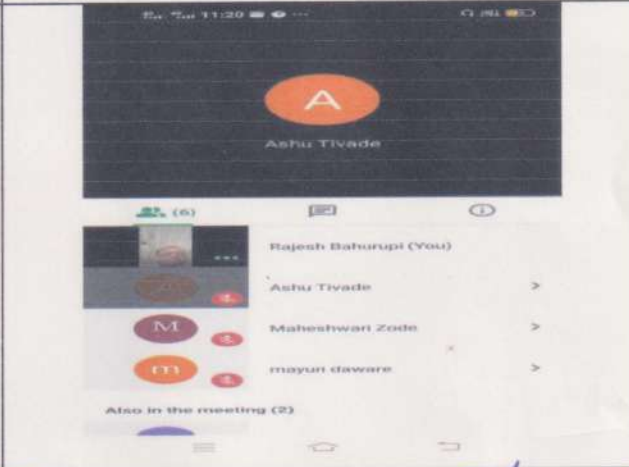 11:20
A
Ashu Tivade
(6)
Rajesh Bahurupi (You)
Ashu Tivade
M
Maheshwari Zode
m
mayuri daware
Also in the meeting (2)